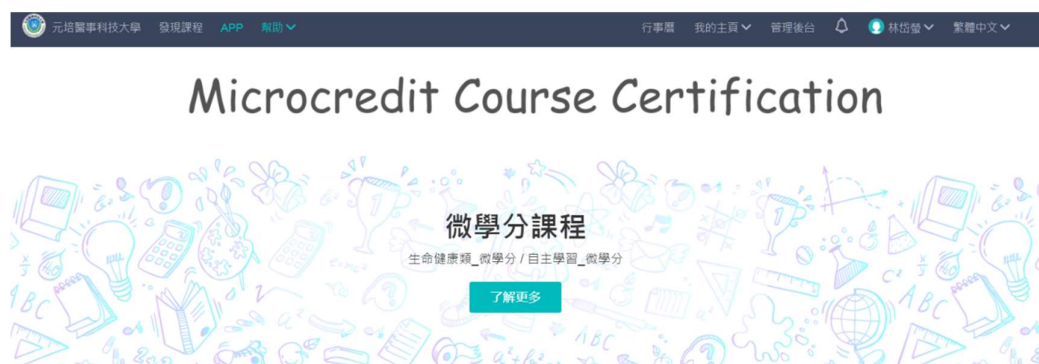 元培醫事科技大學 發現課程 APP 幫助 行事曆 我的主頁 管理後台 林岱螢 繁體中文
Microcredit Course Certification
微學分課程
生命健康類_微學分 / 自主學習_微學分
了解更多